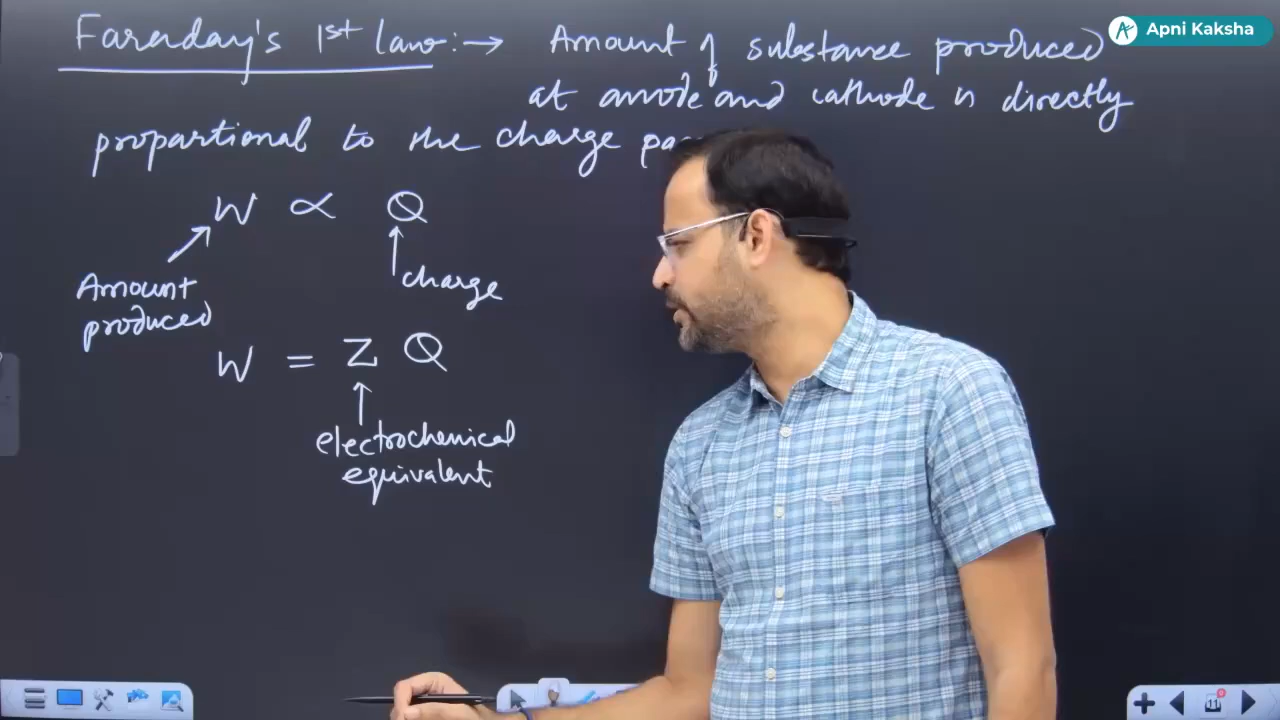 Apni Kaksha
Faraday's 1st law:→ Amount of substance produced
at anode and cathode is directly
proportional to the charge
W ∝ Q
Amount
produced
charge
W = Z Q
electrochemical
equivalent